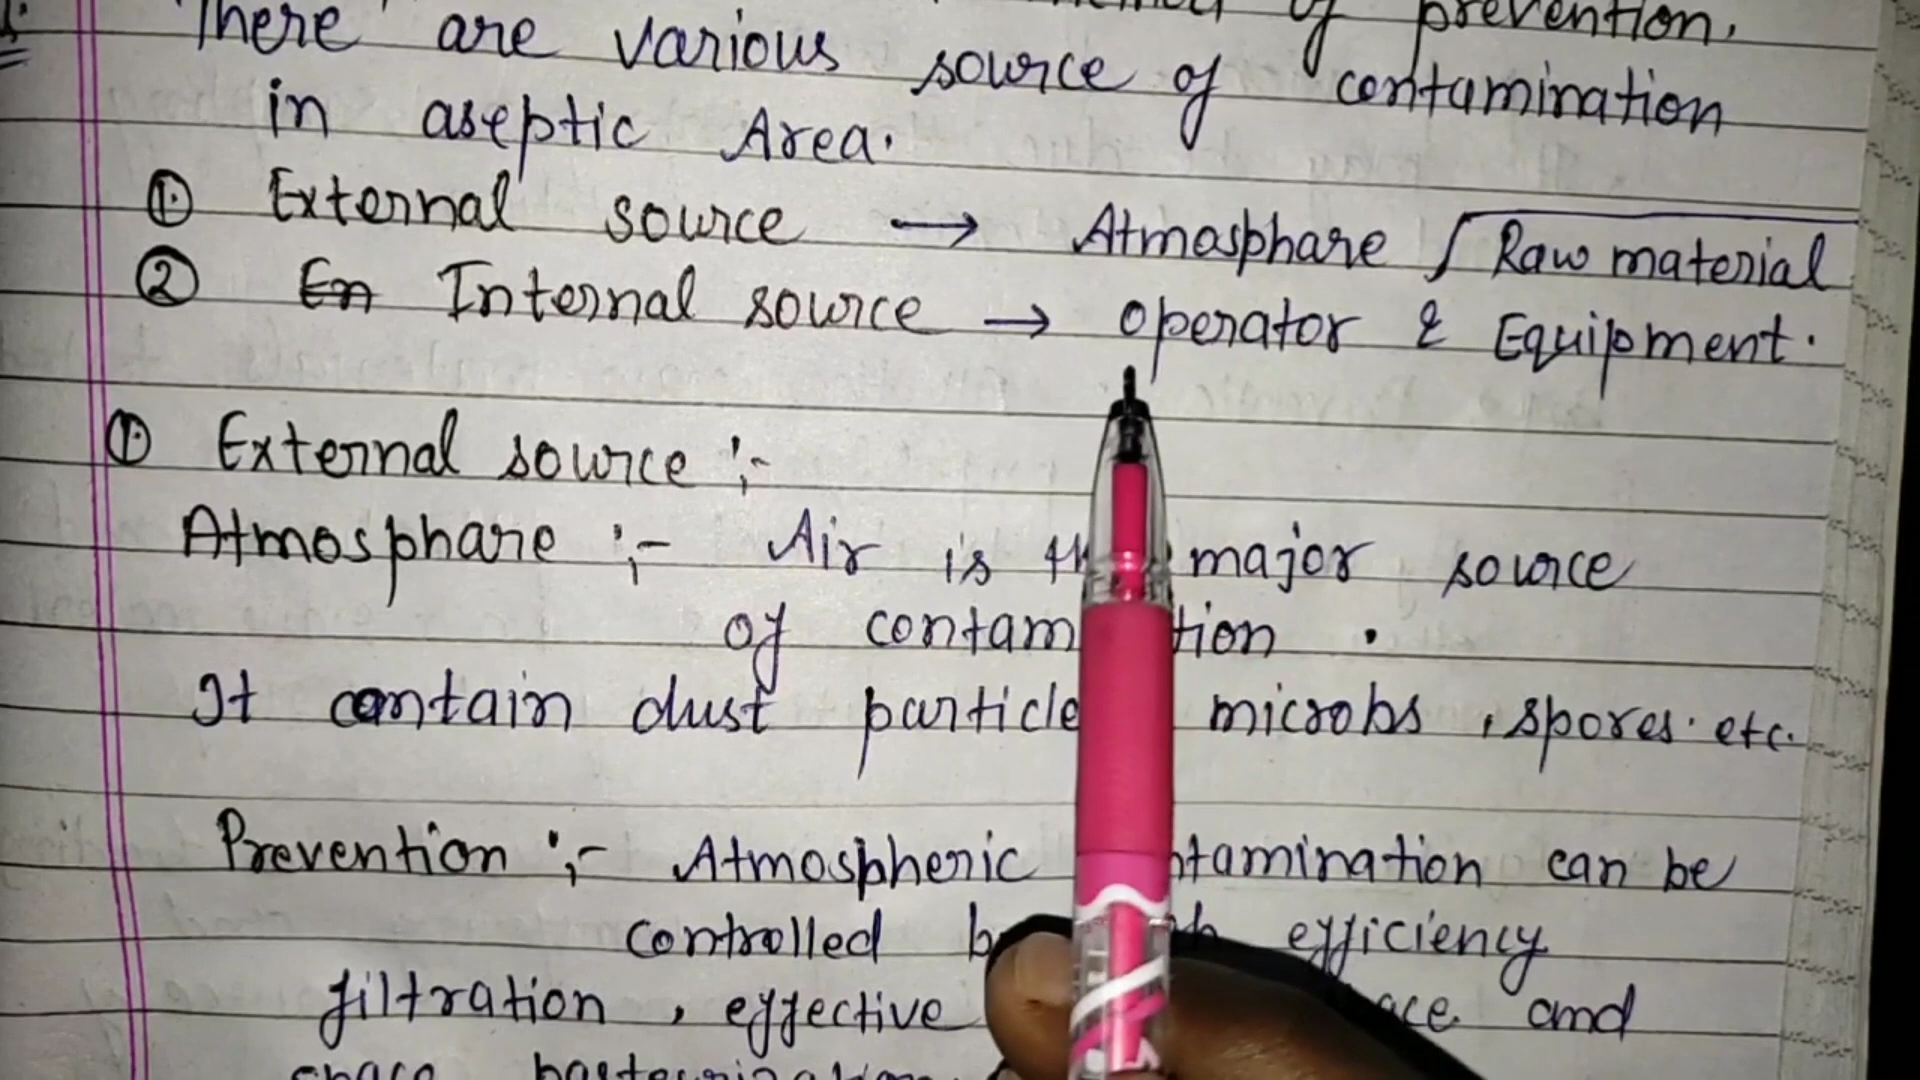 of prevention.
There are various source of contamination
in aseptic Area.
① External source → Atmosphare / Raw material
② En Internal source → Operator & Equipment.
① External source :-
Atmosphare :- Air is major source
of contam tion .
It contain dust particle microbs , spores. etc.
Prevention :- Atmospheric tamination can be
controlled efficiency
filtration , effective and
space